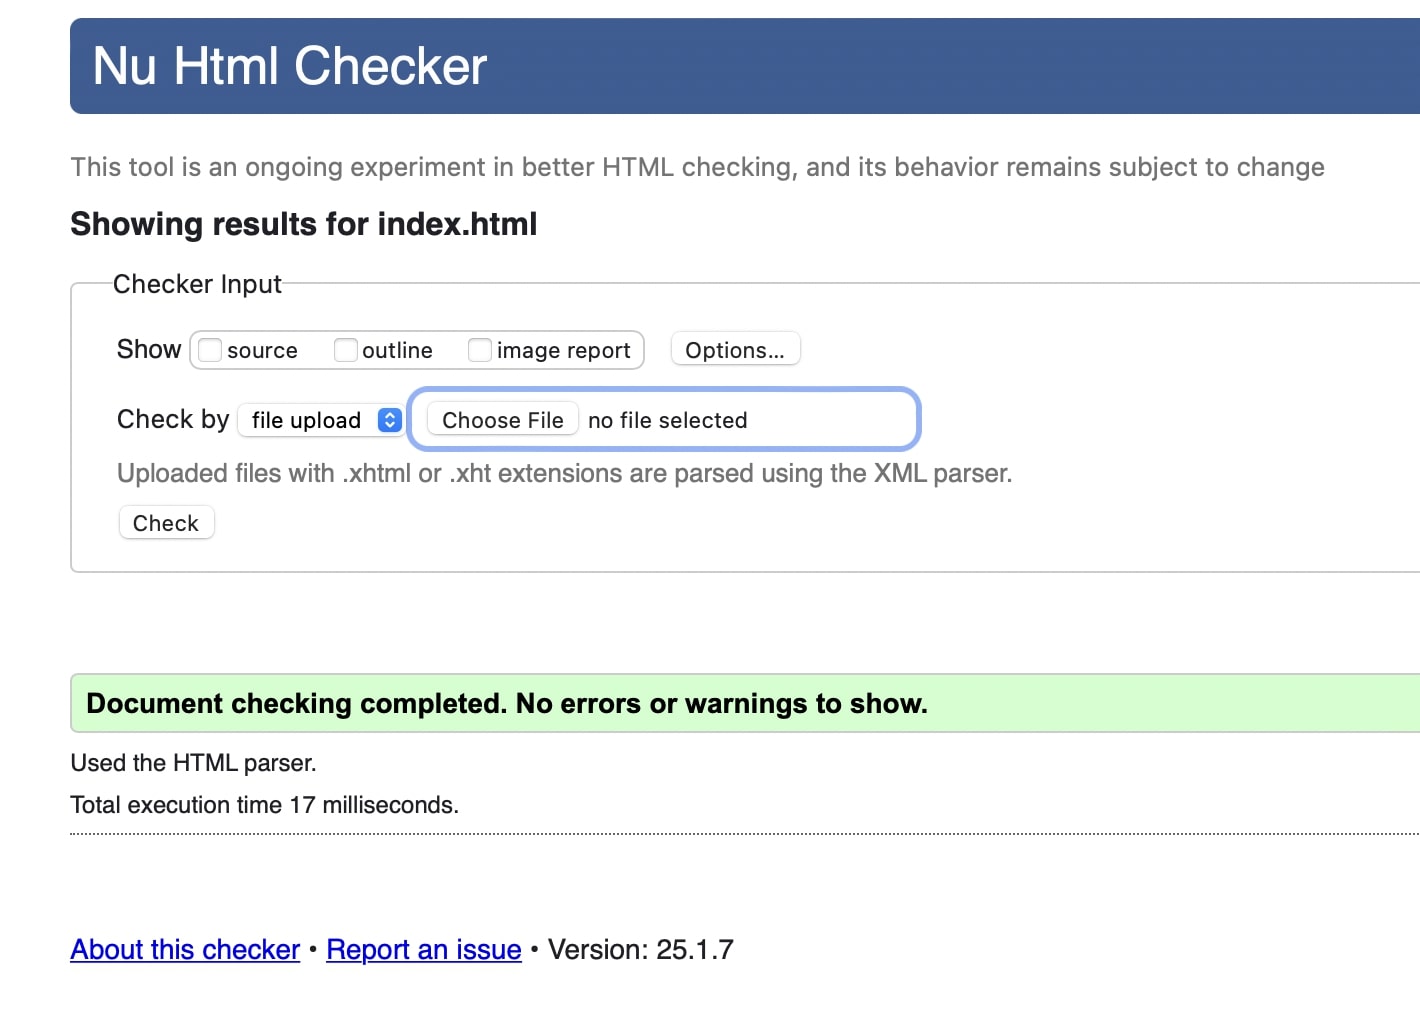 Nu Html Checker
This tool is an ongoing experiment in better HTML checking, and its behavior remains subject to change
Showing results for index.html
Checker Input
Show source outline image report Options...
Check by file upload Choose File no file selected
Uploaded files with .xhtml or .xht extensions are parsed using the XML parser.
Check
Document checking completed. No errors or warnings to show.
Used the HTML parser.
Total execution time 17 milliseconds.
About this checker • Report an issue • Version: 25.1.7